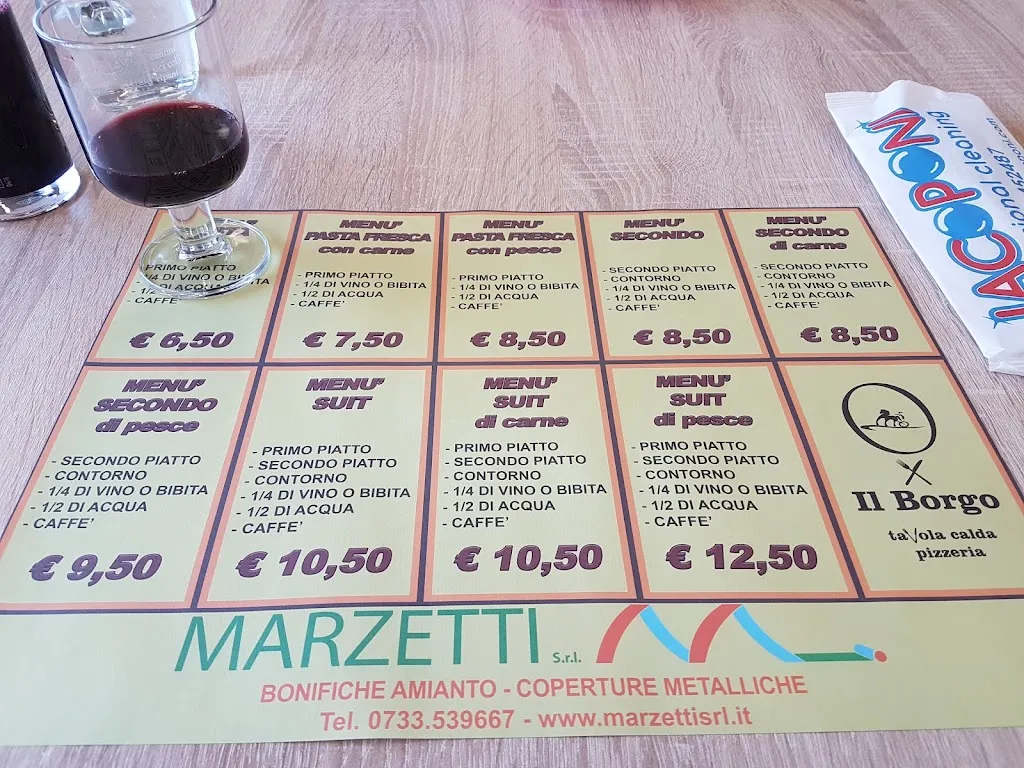 PRIMO PIATTO
- 1/4 DI VINO O BIBITA
- 1/2 DI ACQUA
- CAFFE'
€ 6,50
MENU'
PASTA FRESCA
con carne
- PRIMO PIATTO
- 1/4 DI VINO O BIBITA
- 1/2 DI ACQUA
- CAFFE'
€ 7,50
MENU'
PASTA FRESCA
con pesce
- PRIMO PIATTO
- 1/4 DI VINO O BIBITA
- 1/2 DI ACQUA
- CAFFE'
€ 8,50
MENU'
SECONDO
- SECONDO PIATTO
- CONTORNO
- 1/4 DI VINO O BIBITA
- 1/2 DI ACQUA
- CAFFE'
€ 8,50
MENU'
SECONDO
di carne
- SECONDO PIATTO
- CONTORNO
- 1/4 DI VINO O BIBITA
- 1/2 DI ACQUA
- CAFFE'
€ 8,50
MENU'
SECONDO
di pesce
- SECONDO PIATTO
- CONTORNO
- 1/4 DI VINO O BIBITA
- 1/2 DI ACQUA
- CAFFE'
€ 9,50
MENU'
SUIT
- PRIMO PIATTO
- SECONDO PIATTO
- CONTORNO
- 1/4 DI VINO O BIBITA
- 1/2 DI ACQUA
- CAFFE'
€ 10,50
MENU'
SUIT
di carne
- PRIMO PIATTO
- SECONDO PIATTO
- CONTORNO
- 1/4 DI VINO O BIBITA
- 1/2 DI ACQUA
- CAFFE'
€ 10,50
MENU'
SUIT
di pesce
- PRIMO PIATTO
- SECONDO PIATTO
- CONTORNO
- 1/4 DI VINO O BIBITA
- 1/2 DI ACQUA
- CAFFE'
€ 12,50
Il Borgo
taVola calda
pizzeria
MARZETTI S.r.l.
BONIFICHE AMIANTO - COPERTURE METALLICHE
Tel. 0733.539667 - www.marzettisrl.it
IACOPONI
cleaning